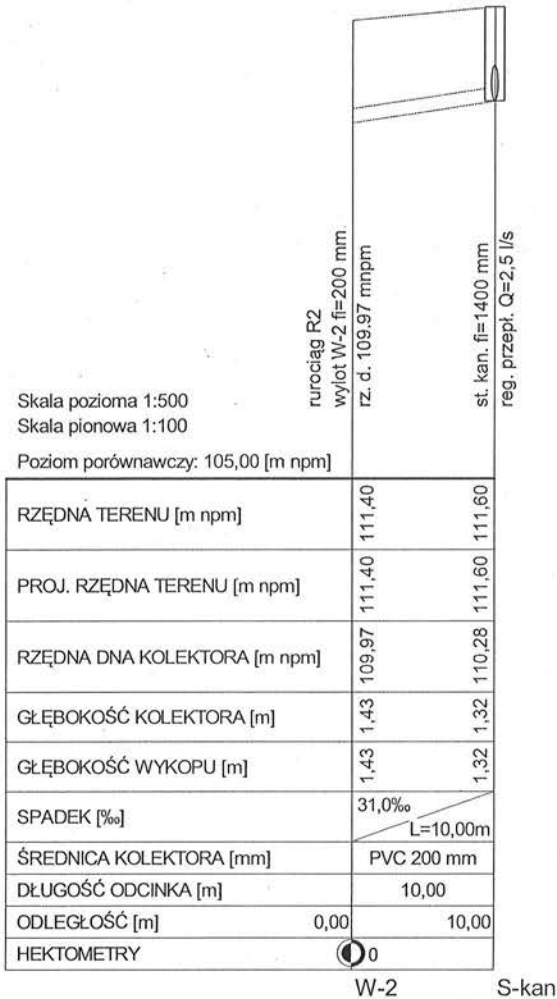 rurociąg R2
wylot W-2 fi=200 mm
rz. d. 109.97 mnpm
st. kan. fi=1400 mm
reg. przepł. Q=2,5 l/s
Skala pozioma 1:500
Skala pionowa 1:100
Poziom porównawczy: 105,00 [m npm]
RZĘDNA TERENU [m npm] 111,40 111,60
PROJ. RZĘDNA TERENU [m npm] 111,40 111,60
RZĘDNA DNA KOLEKTORA [m npm] 109,97 110,28
GŁĘBOKOŚĆ KOLEKTORA [m] 1,43 1,32
GŁĘBOKOŚĆ WYKOPU [m] 1,43 1,32
SPADEK [‰] 31,0‰ L=10,00m
ŚREDNICA KOLEKTORA [mm] PVC 200 mm
DŁUGOŚĆ ODCINKA [m] 10,00
ODLEGŁOŚĆ [m] 0,00 10,00
HEKTOMETRY 0
W-2 S-kan